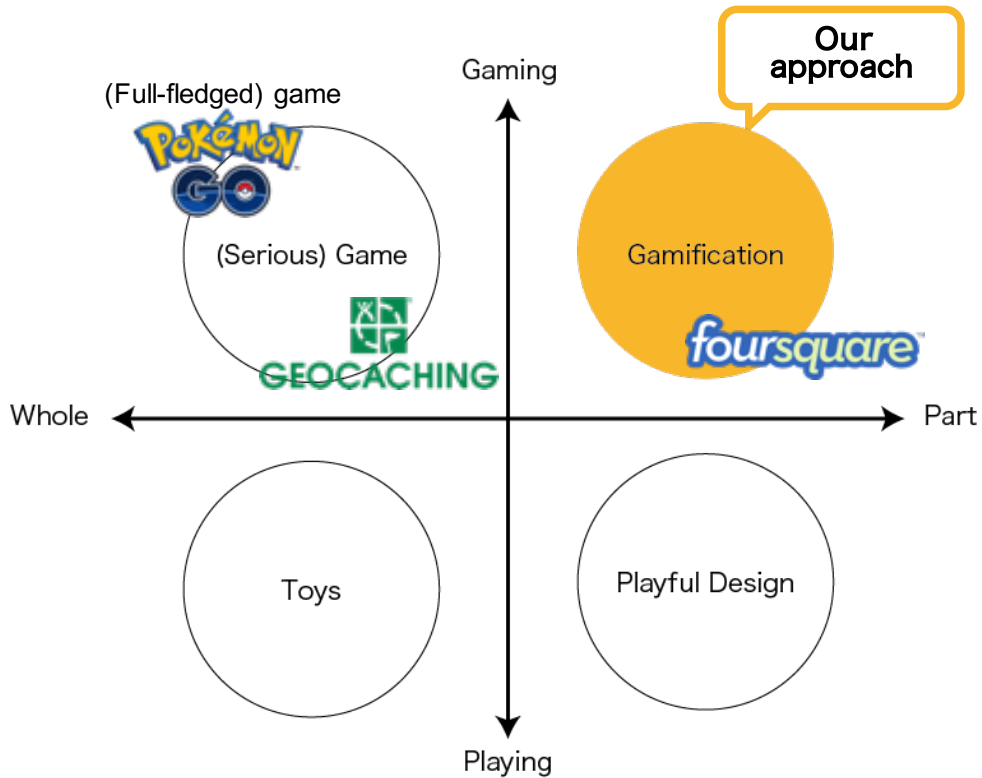 Our
approach
Gaming
(Full-fledged) game
POKÉMON
GO
(Serious) Game
Gamification
foursquare
GEOCACHING
Whole
Part
Toys
Playful Design
Playing